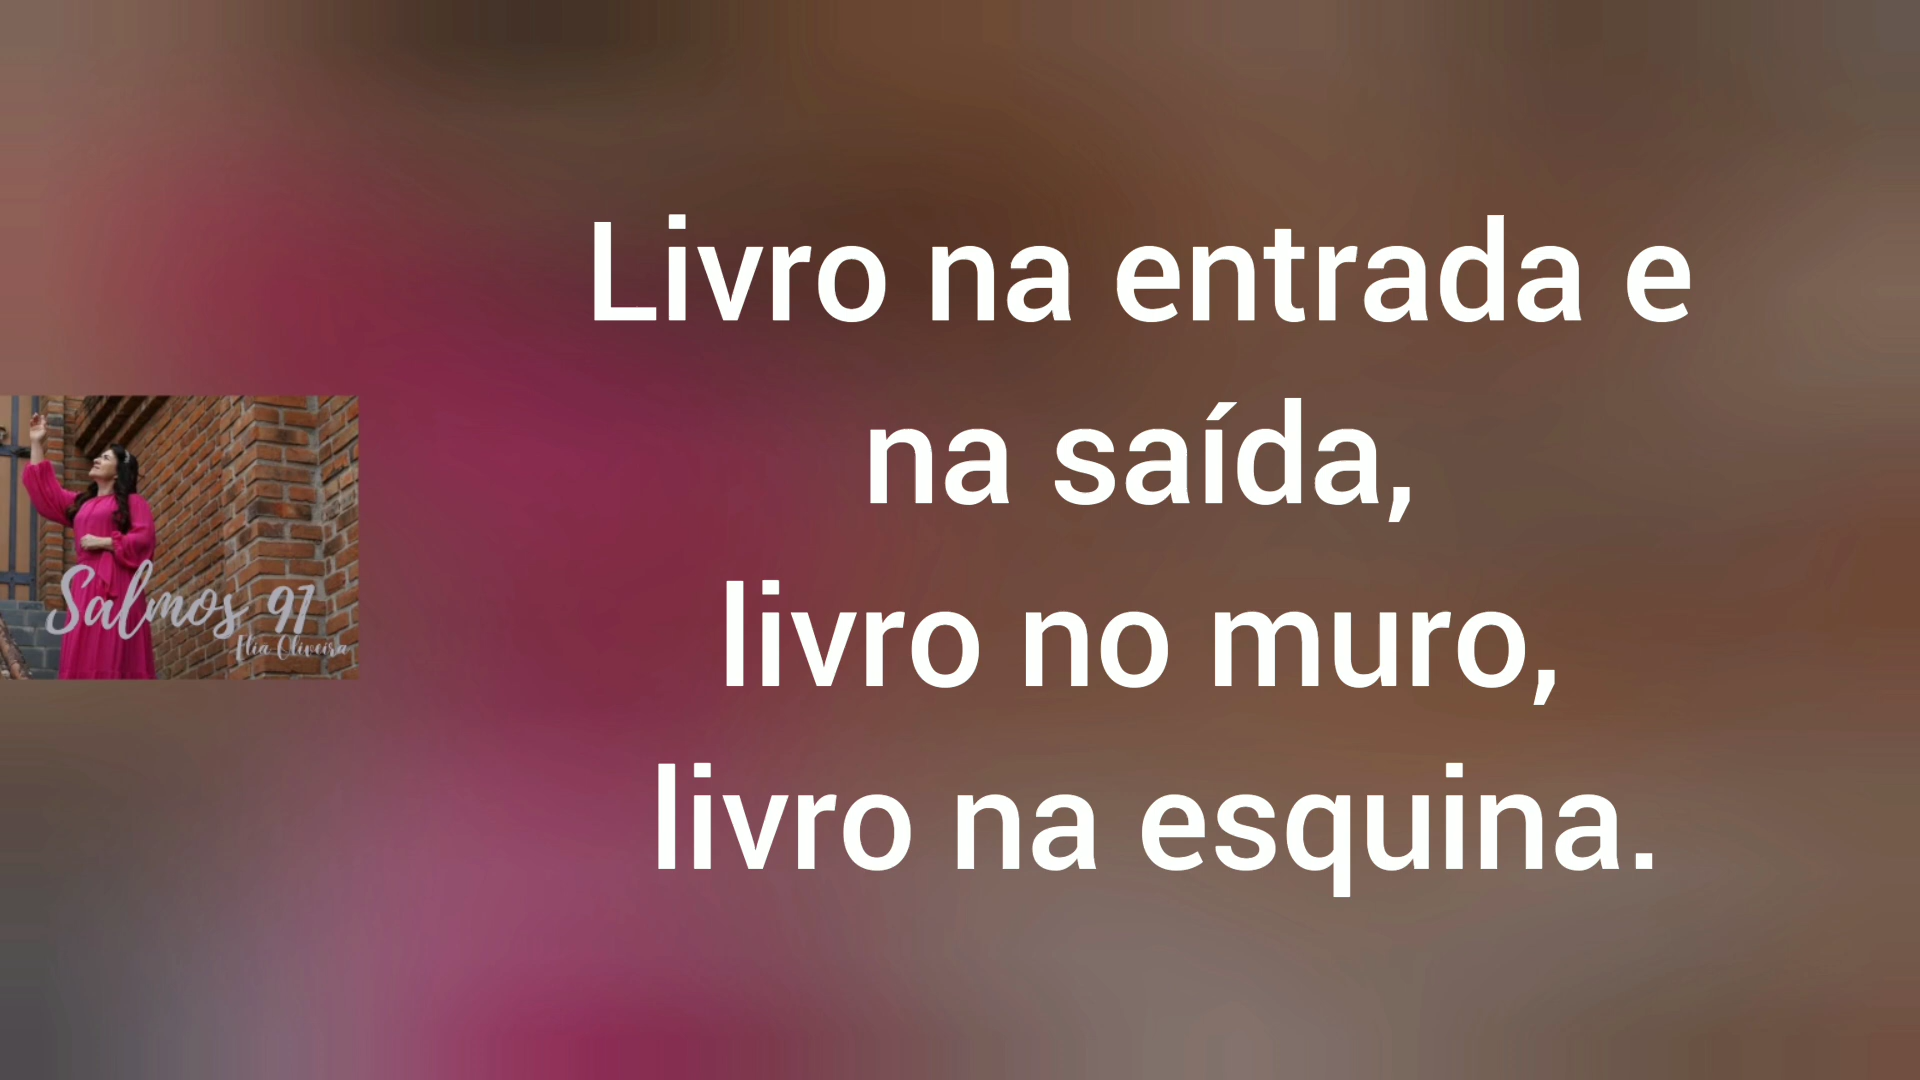 Livro na entrada e
na saída,
livro no muro,
livro na esquina.
Salmos 91
Elia Oliveira